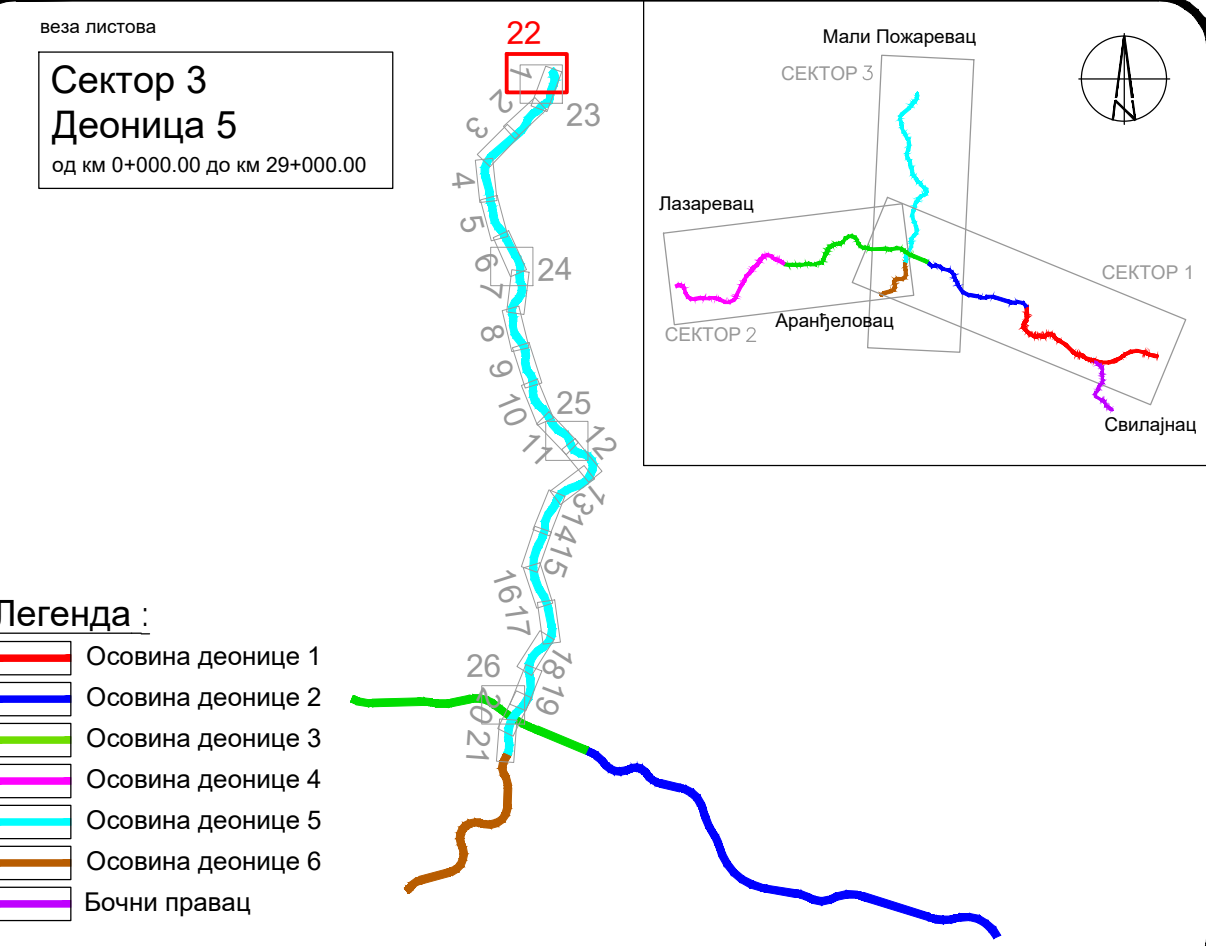 веза листова
Сектор 3
Деоница 5
од км 0+000.00 до км 29+000.00
22
1
2
23
3
4
5
6
24
7
8
9
10
25
11
12
13
14
15
16
17
18
19
26
20
21
Мали Пожаревац
СЕКТОР 3
N
Лазаревац
СЕКТОР 1
Аранђеловац
СЕКТОР 2
Свилајнац
Легенда :
Осовина деонице 1
Осовина деонице 2
Осовина деонице 3
Осовина деонице 4
Осовина деонице 5
Осовина деонице 6
Бочни правац